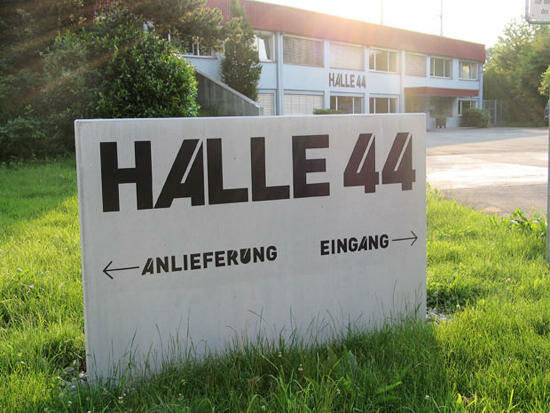 HALLE 44
HALLE 44
← ANLIEFERUNG EINGANG →